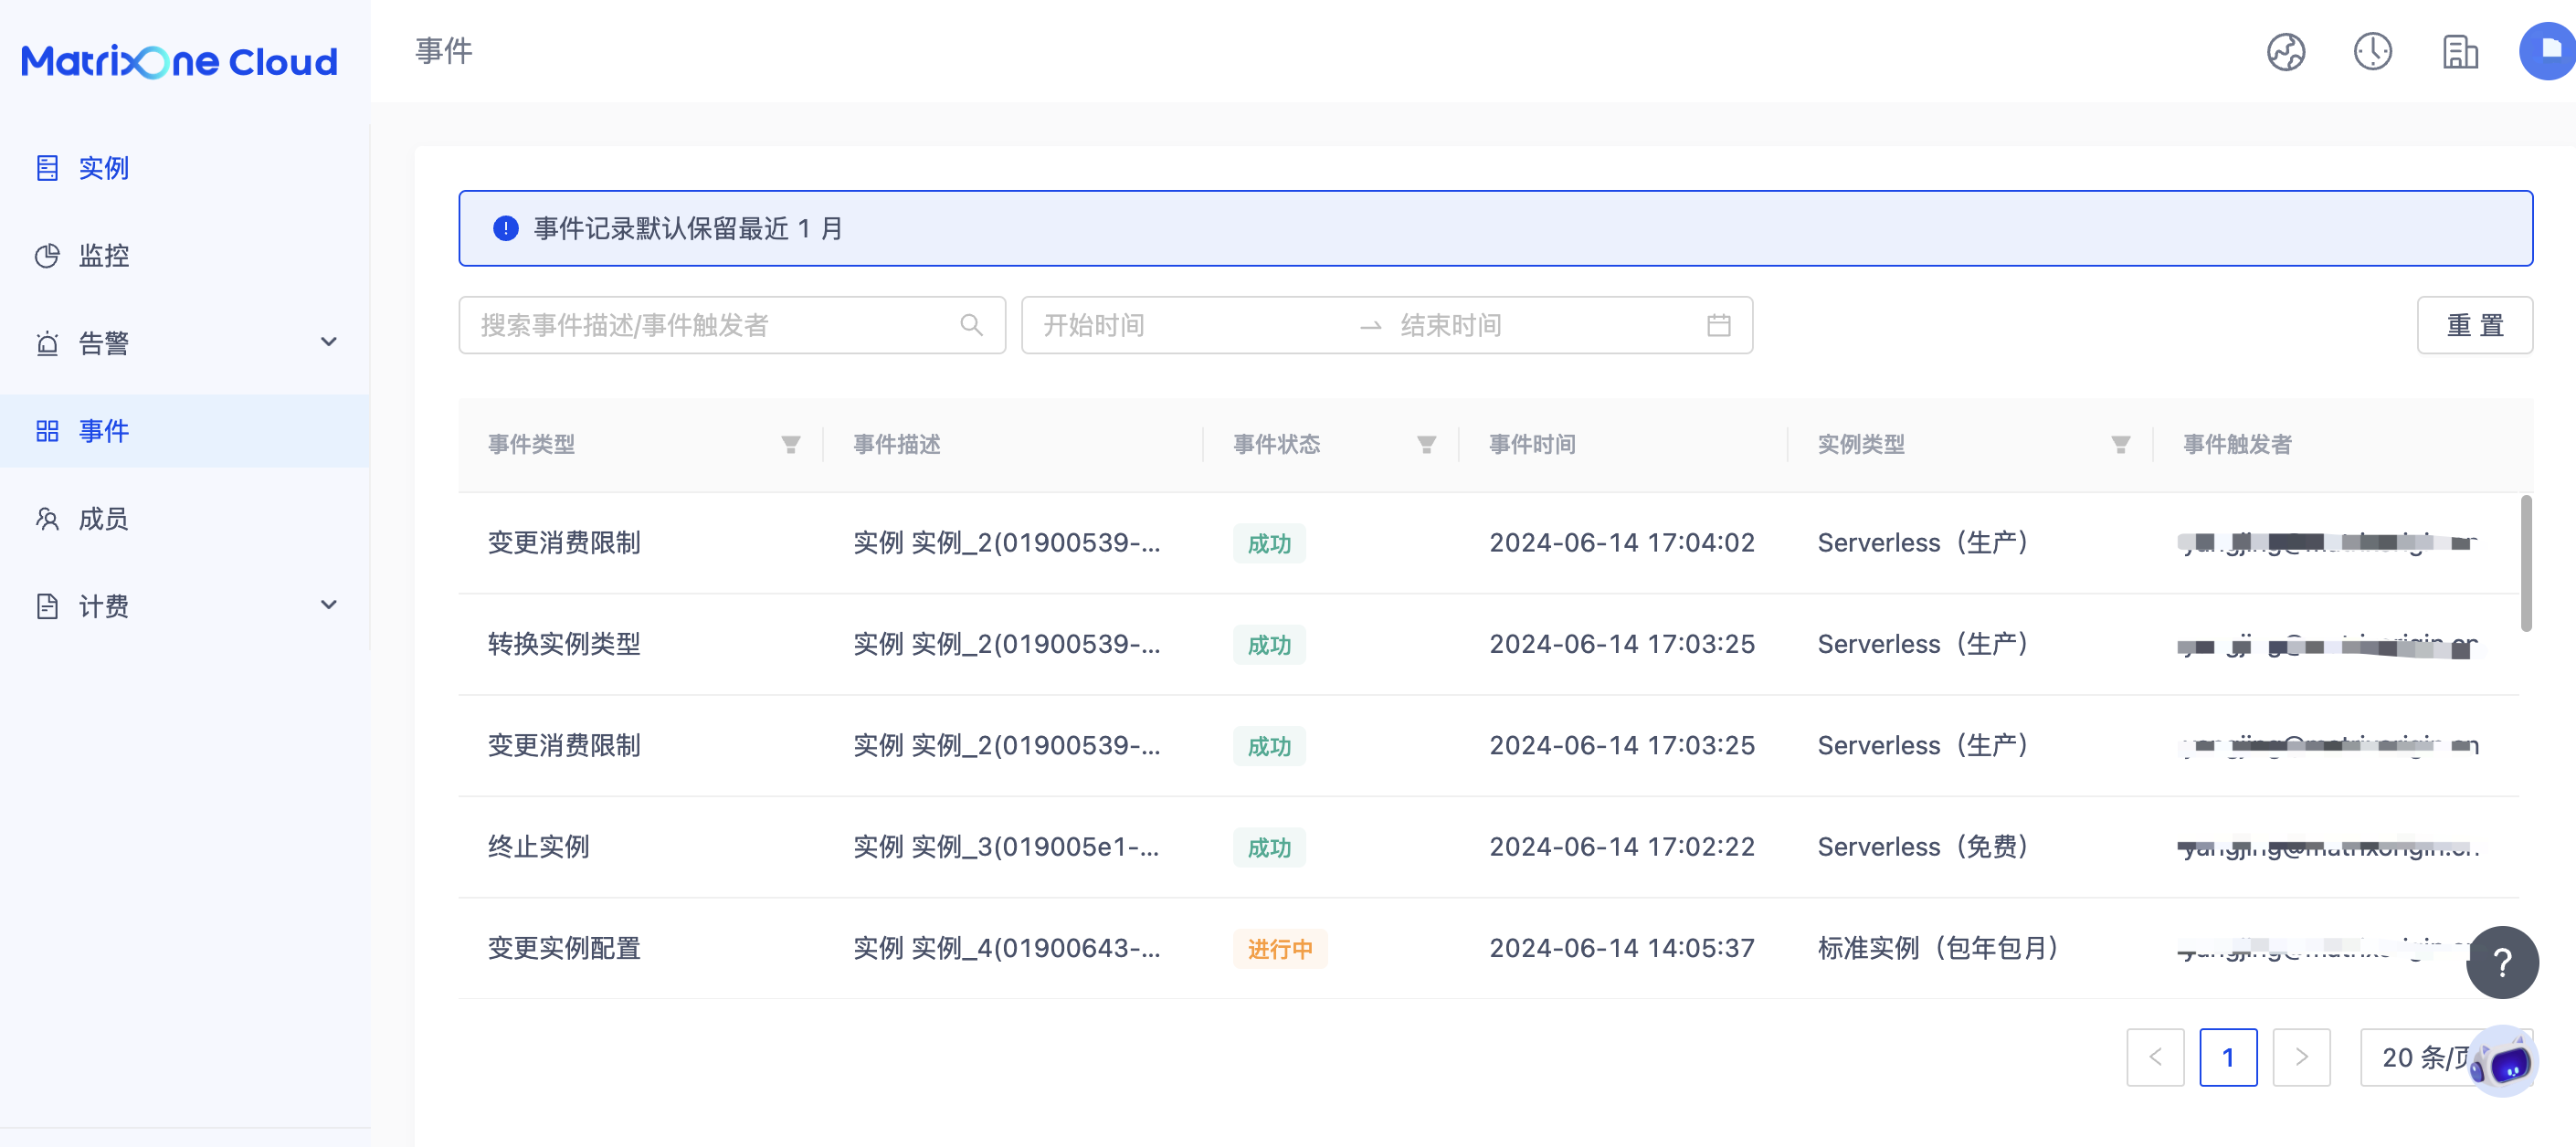 MatrixOne Cloud
事件
实例
监控
告警
事件
成员
计费
事件记录默认保留最近 1 月
搜索事件描述/事件触发者
开始时间
结束时间
重 置
事件类型 事件描述 事件状态 事件时间 实例类型 事件触发者
变更消费限制 实例 实例_2(01900539-... 成功 2024-06-14 17:04:02 Serverless（生产）
转换实例类型 实例 实例_2(01900539-... 成功 2024-06-14 17:03:25 Serverless（生产）
变更消费限制 实例 实例_2(01900539-... 成功 2024-06-14 17:03:25 Serverless（生产）
终止实例 实例 实例_3(019005e1-... 成功 2024-06-14 17:02:22 Serverless（免费）
变更实例配置 实例 实例_4(01900643-... 进行中 2024-06-14 14:05:37 标准实例（包年包月）
?
1
20 条/页